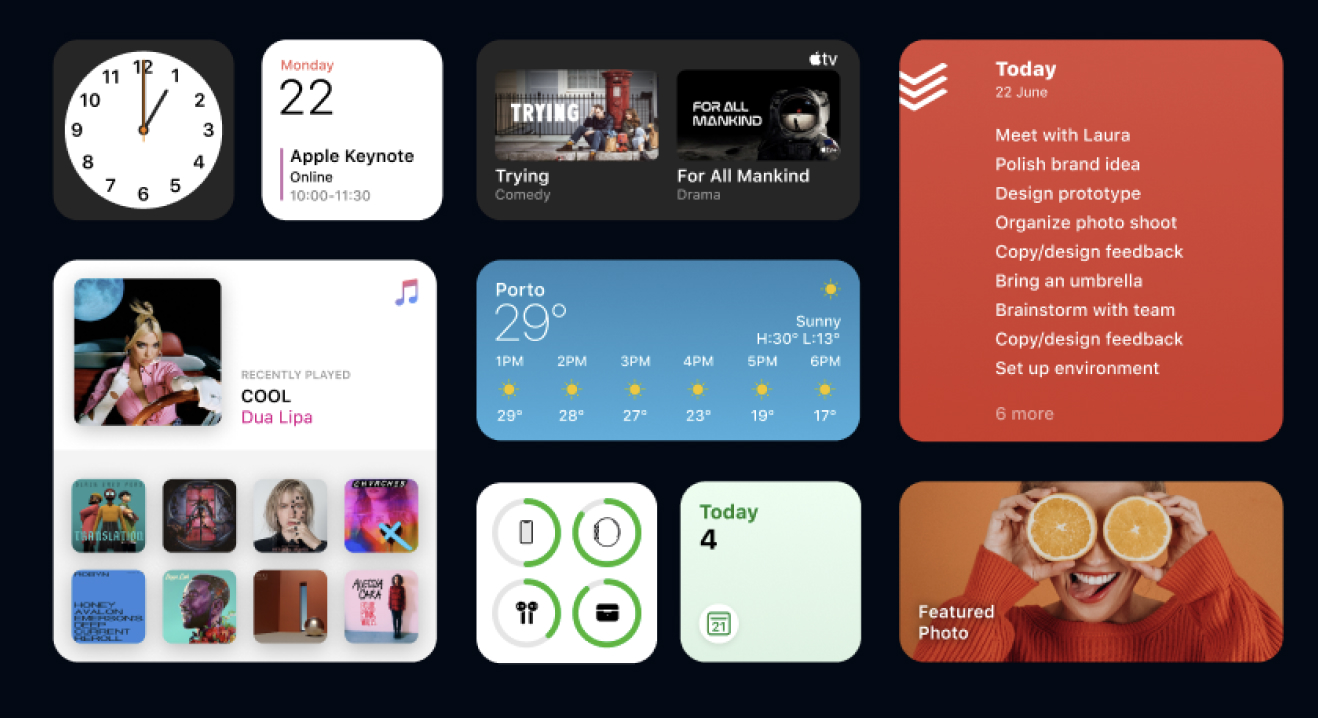 12
1
2
3
4
5
6
7
8
9
10
11
Monday
22
Apple Keynote
Online
10:00-11:30
tv
TRYING
FOR ALL
MANKIND
tv+
Trying
Comedy
For All Mankind
Drama
Today
22 June
Meet with Laura
Polish brand idea
Design prototype
Organize photo shoot
Copy/design feedback
Bring an umbrella
Brainstorm with team
Copy/design feedback
Set up environment
6 more
RECENTLY PLAYED
COOL
Dua Lipa
BLACK EYED PEAS
TRANSLATION
CHVRCHES
ROBYN
HONEY
AVALON
EMERSON'S
DEEP
CURRENT
REROLL
ALESSIA
CARA
Porto
29°
Sunny
H:30° L:13°
1PM 2PM 3PM 4PM 5PM 6PM
29° 28° 27° 23° 19° 17°
Today
4
21
Featured
Photo